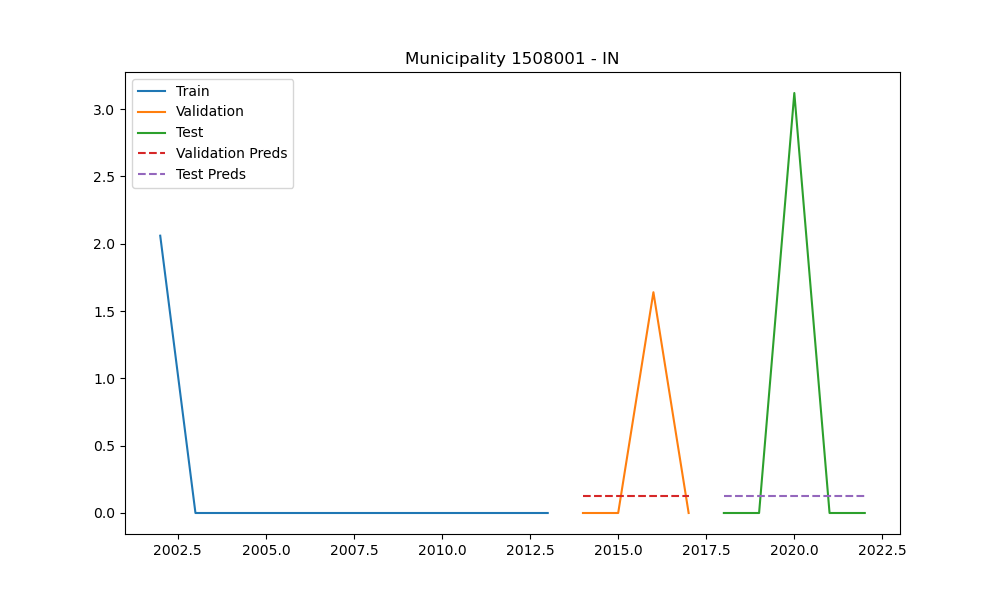 Municipality 1508001 - IN
Train
Validation
Test
Validation Preds
Test Preds
3.0
2.5
2.0
1.5
1.0
0.5
0.0
2002.5 2005.0 2007.5 2010.0 2012.5 2015.0 2017.5 2020.0 2022.5